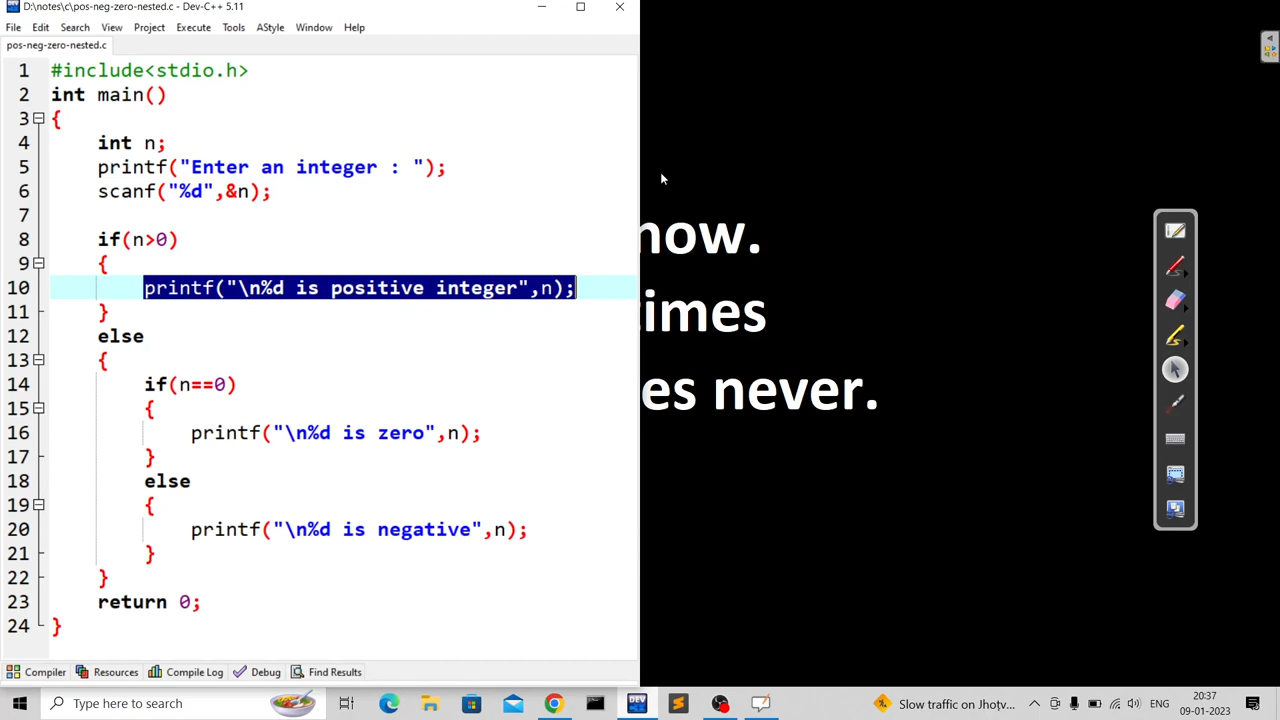 D:\notes\c\pos-neg-zero-nested.c - Dev-C++ 5.11
File Edit Search View Project Execute Tools AStyle Window Help
pos-neg-zero-nested.c
1 #include<stdio.h>
2 int main()
3 {
4 int n;
5 printf("Enter an integer : ");
6 scanf("%d",&n);
7
8 if(n>0)
9 {
10 printf("\n%d is positive integer",n);
11 }
12 else
13 {
14 if(n==0)
15 {
16 printf("\n%d is zero",n);
17 }
18 else
19 {
20 printf("\n%d is negative",n);
21 }
22 }
23 return 0;
24 }
now.
times
es never.
Compiler Resources Compile Log Debug Find Results
Type here to search
DEV
Slow traffic on Jhotv...
ENG
20:37
09-01-2023